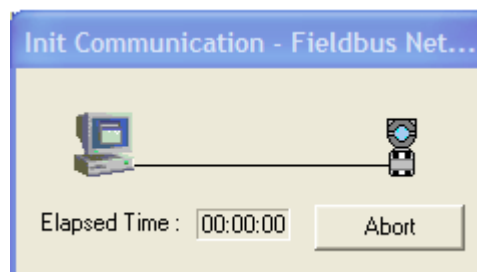 Init Communication - Fieldbus Net...
Elapsed Time : 00:00:00 Abort